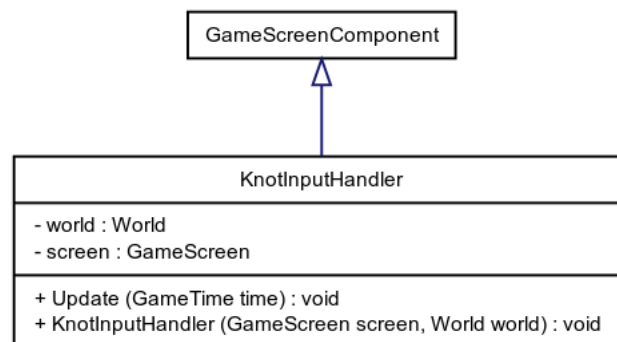 GameScreenComponent
KnotInputHandler
- world : World
- screen : GameScreen
+ Update (GameTime time) : void
+ KnotInputHandler (GameScreen screen, World world) : void